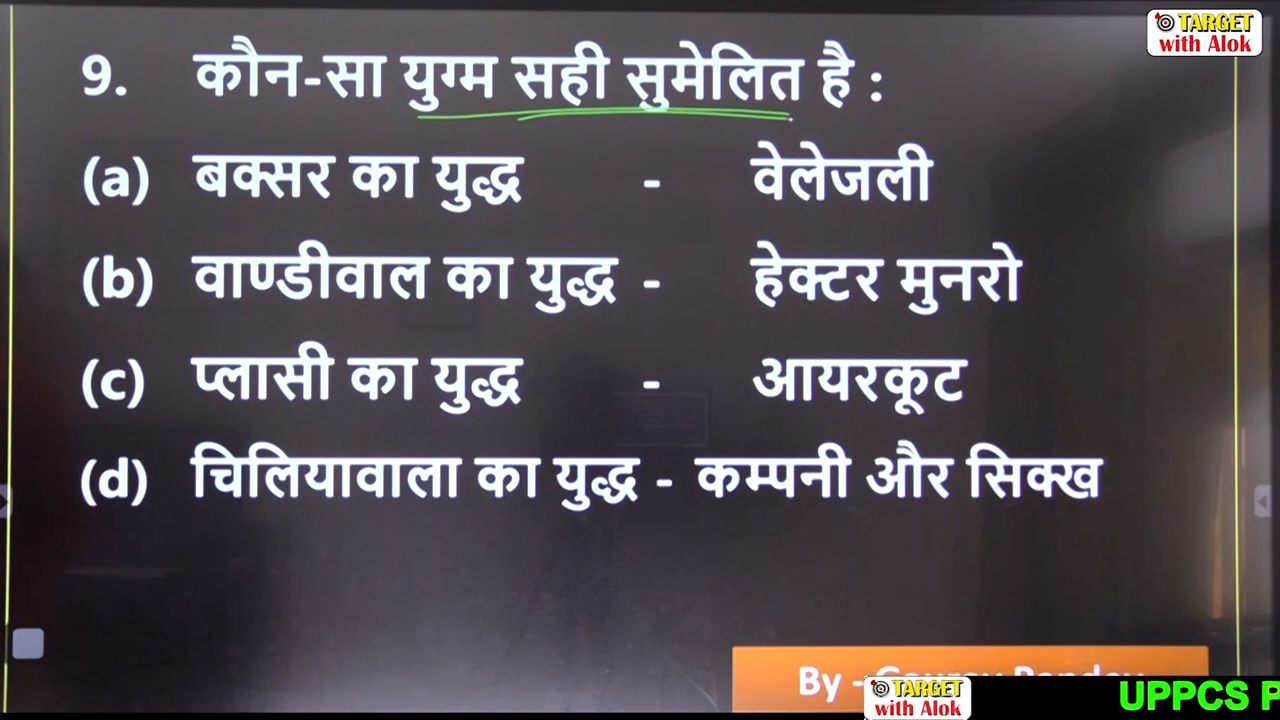 TARGET
with Alok
9. कौन-सा युग्म सही सुमेलित है :
(a) बक्सर का युद्ध - वेलेजली
(b) वाण्डीवाल का युद्ध - हेक्टर मुनरो
(c) प्लासी का युद्ध - आयरकूट
(d) चिलियावाला का युद्ध - कम्पनी और सिक्ख
By -
TARGET
with Alok
UPPCS P